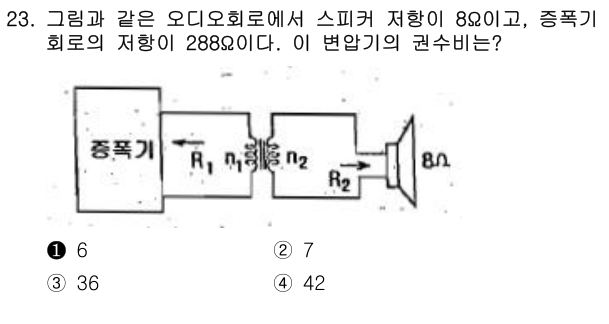 23. 그림과 같은 오디오회로에서 스피커 저항이 8Ω이고, 증폭기
회로의 저항이 288Ω이다. 이 변압기의 권수비는?
증폭기 R₁ n₁ n₂ R₂ 8Ω
❶ 6 ② 7
③ 36 ④ 42